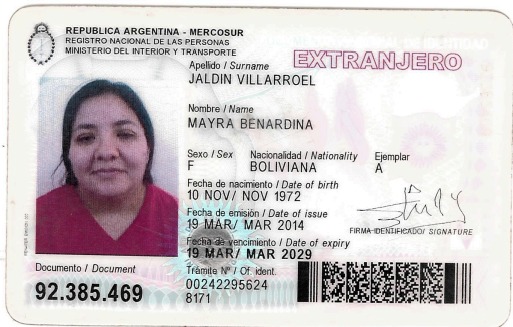 REPUBLICA ARGENTINA - MERCOSUR
REGISTRO NACIONAL DE LAS PERSONAS
MINISTERIO DEL INTERIOR Y TRANSPORTE
EXTRANJERO
Apellido / Surname
JALDIN VILLARROEL
Nombre / Name
MAYRA BENARDINA
Sexo / Sex Nacionalidad / Nationality Ejemplar
F BOLIVIANA A
Fecha de nacimiento / Date of birth
10 NOV/ NOV 1972
Fecha de emisión / Date of issue
19 MAR/ MAR 2014
FIRMA IDENTIFICADO/ SIGNATURE
Fecha de vencimiento / Date of expiry
19 MAR/ MAR 2029
Documento / Document
92.385.469
Trámite Nº / Of. ident.
00242295624
8171